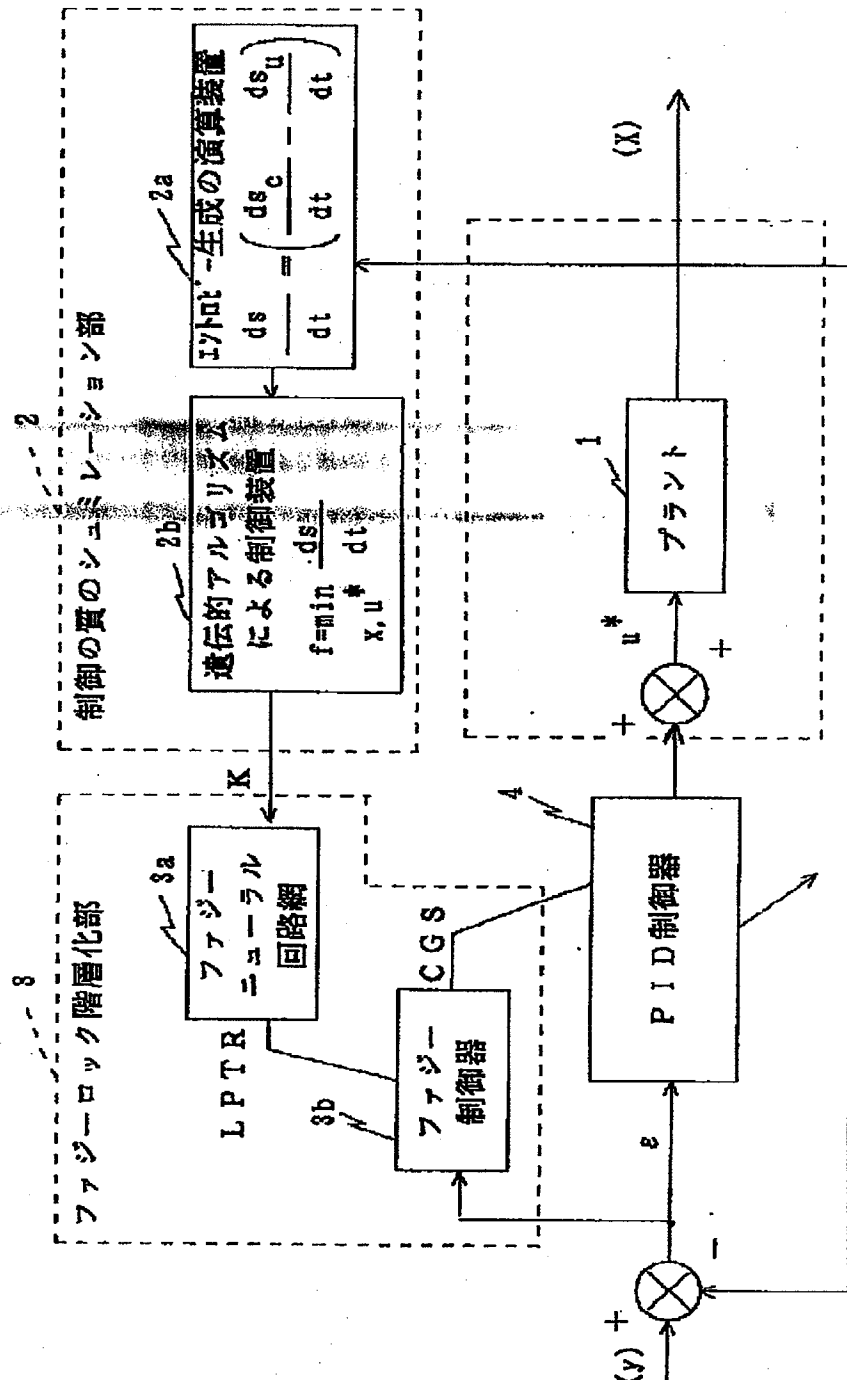 3
ファジーロック階層化部
3a
ファジー
ニューラル
回路網
LPTR
3b
ファジー
制御器
CGS
K
2
制御の質のシュミレーション部
2b
遺伝的アルゴリズム
による制御装置
f=min ds/dt
x,u*
2a
エントロピー生成の演算装置
ds/dt = (ds_c/dt - ds_u/dt)
(y)
+
-
ε
4
PID制御器
+
+
u*
1
プラント
(X)